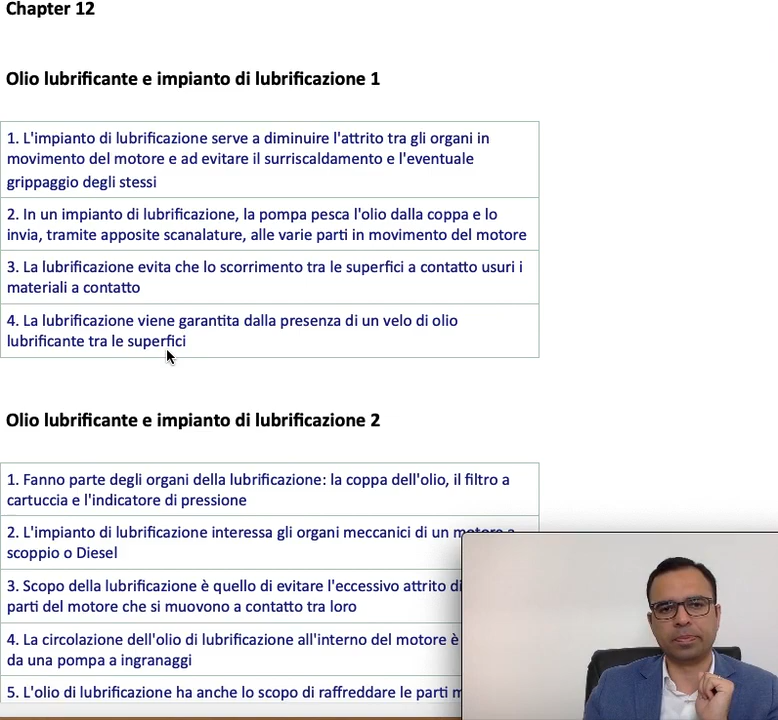 Chapter 12
Olio lubrificante e impianto di lubrificazione 1
1. L'impianto di lubrificazione serve a diminuire l'attrito tra gli organi in
movimento del motore e ad evitare il surriscaldamento e l'eventuale
grippaggio degli stessi
2. In un impianto di lubrificazione, la pompa pesca l'olio dalla coppa e lo
invia, tramite apposite scanalature, alle varie parti in movimento del motore
3. La lubrificazione evita che lo scorrimento tra le superfici a contatto usuri i
materiali a contatto
4. La lubrificazione viene garantita dalla presenza di un velo di olio
lubrificante tra le superfici
Olio lubrificante e impianto di lubrificazione 2
1. Fanno parte degli organi della lubrificazione: la coppa dell'olio, il filtro a
cartuccia e l'indicatore di pressione
2. L'impianto di lubrificazione interessa gli organi meccanici di un motore a
scoppio o Diesel
3. Scopo della lubrificazione è quello di evitare l'eccessivo attrito di
parti del motore che si muovono a contatto tra loro
4. La circolazione dell'olio di lubrificazione all'interno del motore è
da una pompa a ingranaggi
5. L'olio di lubrificazione ha anche lo scopo di raffreddare le parti